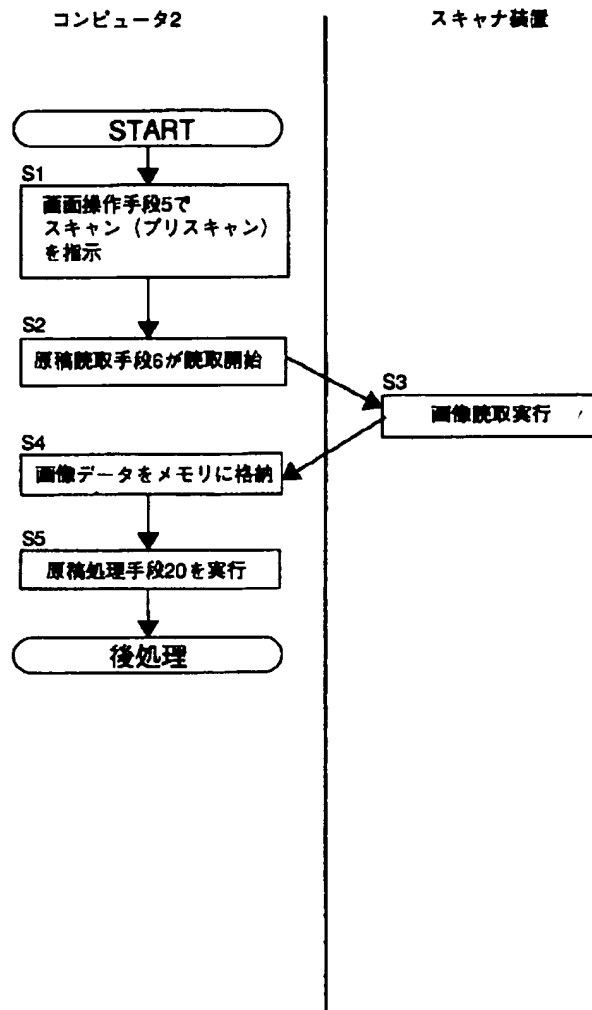 コンピュータ2
スキャナ装置
START
S1
画面操作手段5で
スキャン（プリスキャン）
を指示
S2
原稿読取手段6が読取開始
S3
画像読取実行
S4
画像データをメモリに格納
S5
原稿処理手段20を実行
後処理